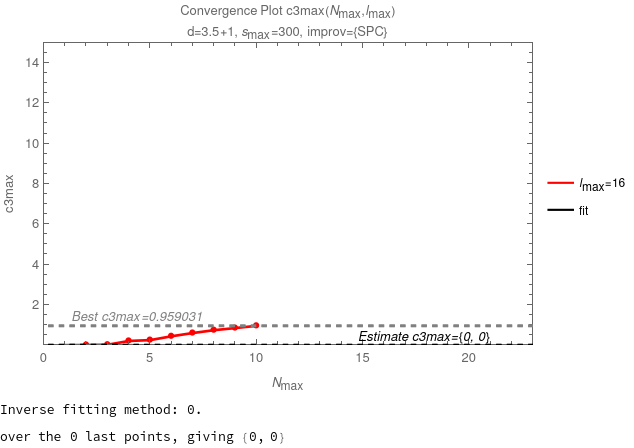 Convergence Plot c3max(Nmax,lmax)
d=3.5+1, smax=300, improv={SPC}
14
12
10
8
6
4
2
c3max
lmax=16
fit
Best c3max=0.959031
Estimate c3max={0, 0}
0 5 10 15 20
Nmax
Inverse fitting method: 0.
over the 0 last points, giving {0, 0}